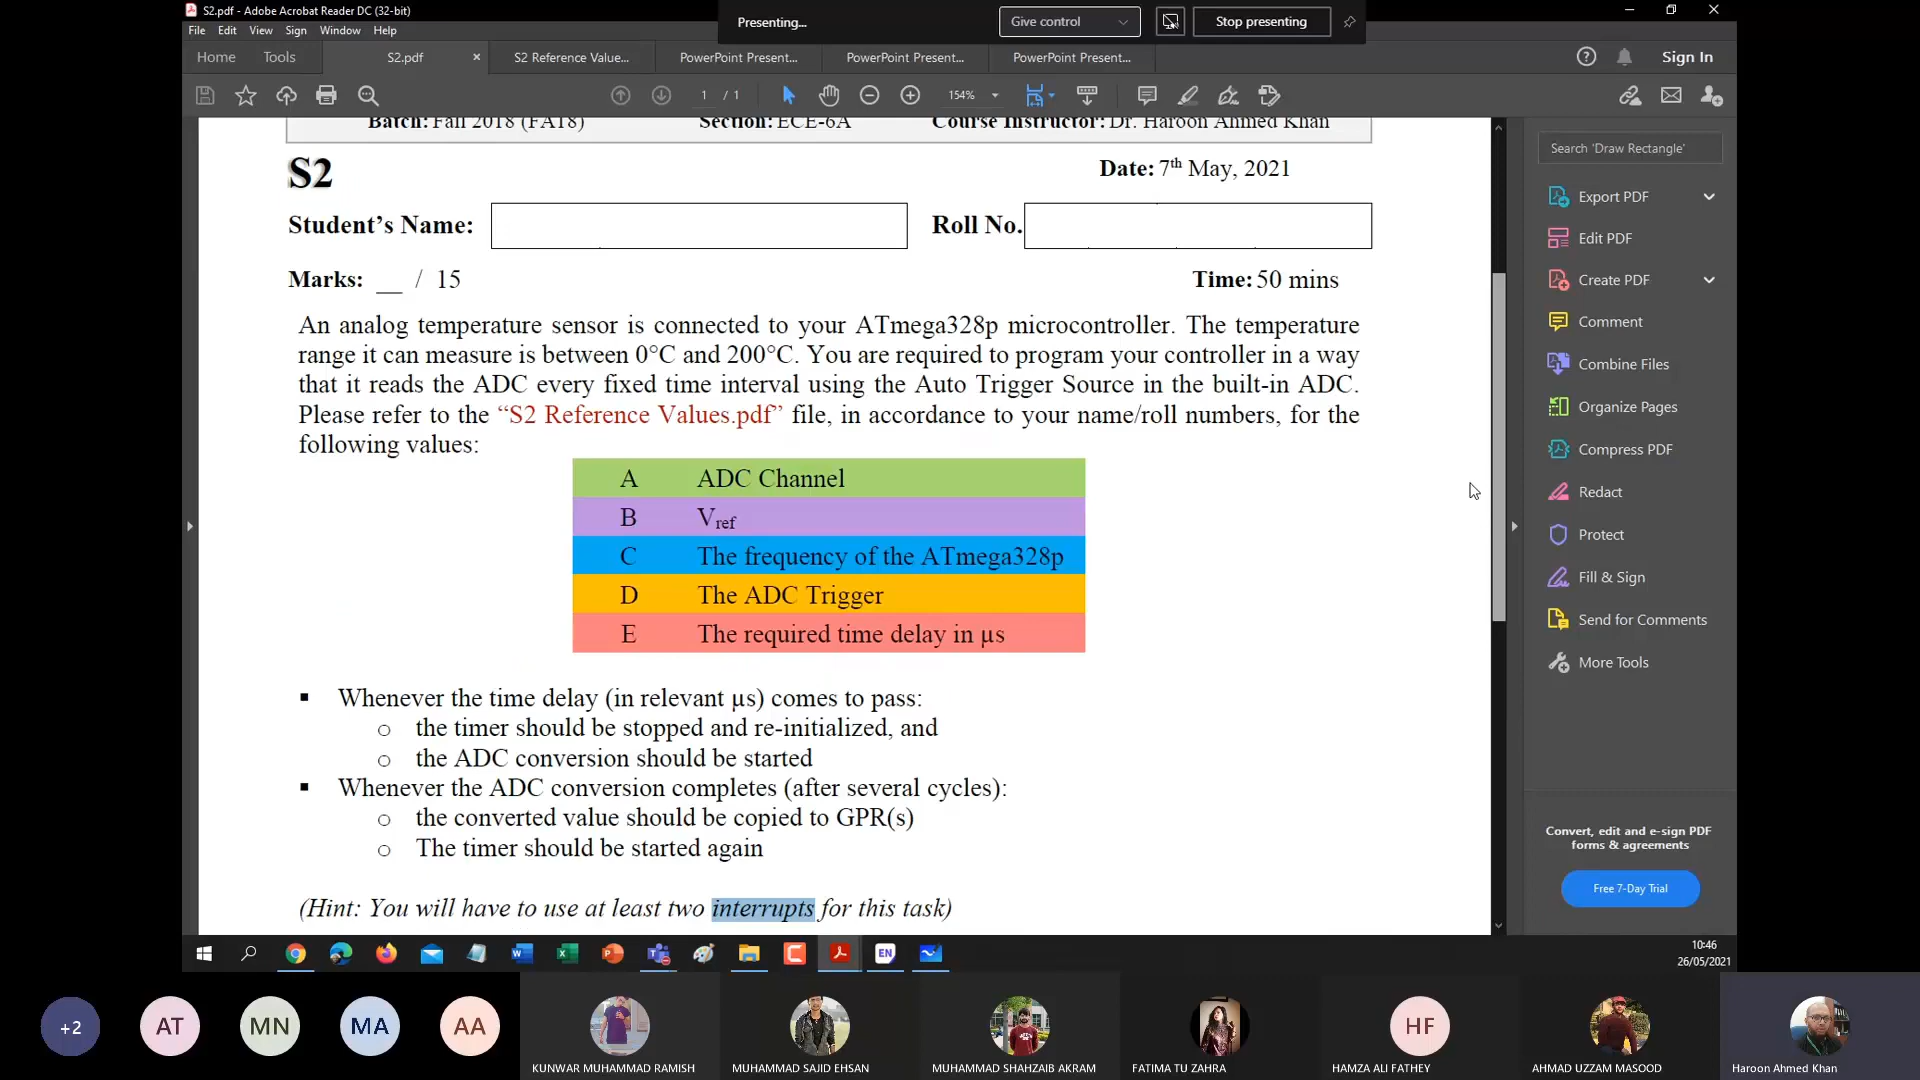 S2.pdf - Adobe Acrobat Reader DC (32-bit)
Presenting...
Give control
Stop presenting
File Edit View Sign Window Help
Home Tools S2.pdf × S2 Reference Value... PowerPoint Present... PowerPoint Present... PowerPoint Present... Sign In
1 / 1 154%
Batch: Fall 2018 (FA18) Section: ECE-6A Course Instructor: Dr. Haroon Ahmed Khan
S2 Date: 7th May, 2021
Student's Name: Roll No.
Marks: __ / 15 Time: 50 mins
An analog temperature sensor is connected to your ATmega328p microcontroller. The temperature
range it can measure is between 0°C and 200°C. You are required to program your controller in a way
that it reads the ADC every fixed time interval using the Auto Trigger Source in the built-in ADC.
Please refer to the “S2 Reference Values.pdf” file, in accordance to your name/roll numbers, for the
following values:
A ADC Channel
B Vref
C The frequency of the ATmega328p
D The ADC Trigger
E The required time delay in µs
▪ Whenever the time delay (in relevant µs) comes to pass:
o the timer should be stopped and re-initialized, and
o the ADC conversion should be started
▪ Whenever the ADC conversion completes (after several cycles):
o the converted value should be copied to GPR(s)
o The timer should be started again
(Hint: You will have to use at least two interrupts for this task)
Search 'Draw Rectangle'
Export PDF
Edit PDF
Create PDF
Comment
Combine Files
Organize Pages
Compress PDF
Redact
Protect
Fill & Sign
Send for Comments
More Tools
Convert, edit and e-sign PDF
forms & agreements
Free 7-Day Trial
EN
10:46
26/05/2021
+2 AT MN MA AA HF
KUNWAR MUHAMMAD RAMISH MUHAMMAD SAJID EHSAN MUHAMMAD SHAHZAIB AKRAM FATIMA TU ZAHRA HAMZA ALI FATHEY AHMAD UZZAM MASOOD Haroon Ahmed Khan